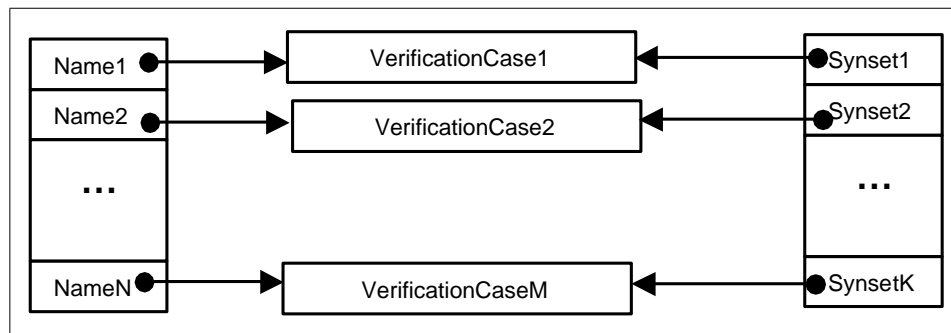 Name1 VerificationCase1 Synset1
Name2 VerificationCase2 Synset2
... ...
NameN VerificationCaseM SynsetK